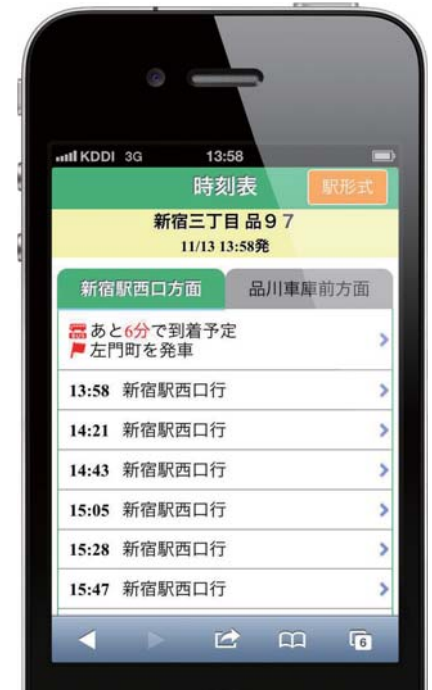 KDDI 3G 13:58
時刻表 駅形式
新宿三丁目 品９７
11/13 13:58発
新宿駅西口方面 品川車庫前方面
BUS あと6分で到着予定
左門町を発車
13:58 新宿駅西口行
14:21 新宿駅西口行
14:43 新宿駅西口行
15:05 新宿駅西口行
15:28 新宿駅西口行
15:47 新宿駅西口行
6